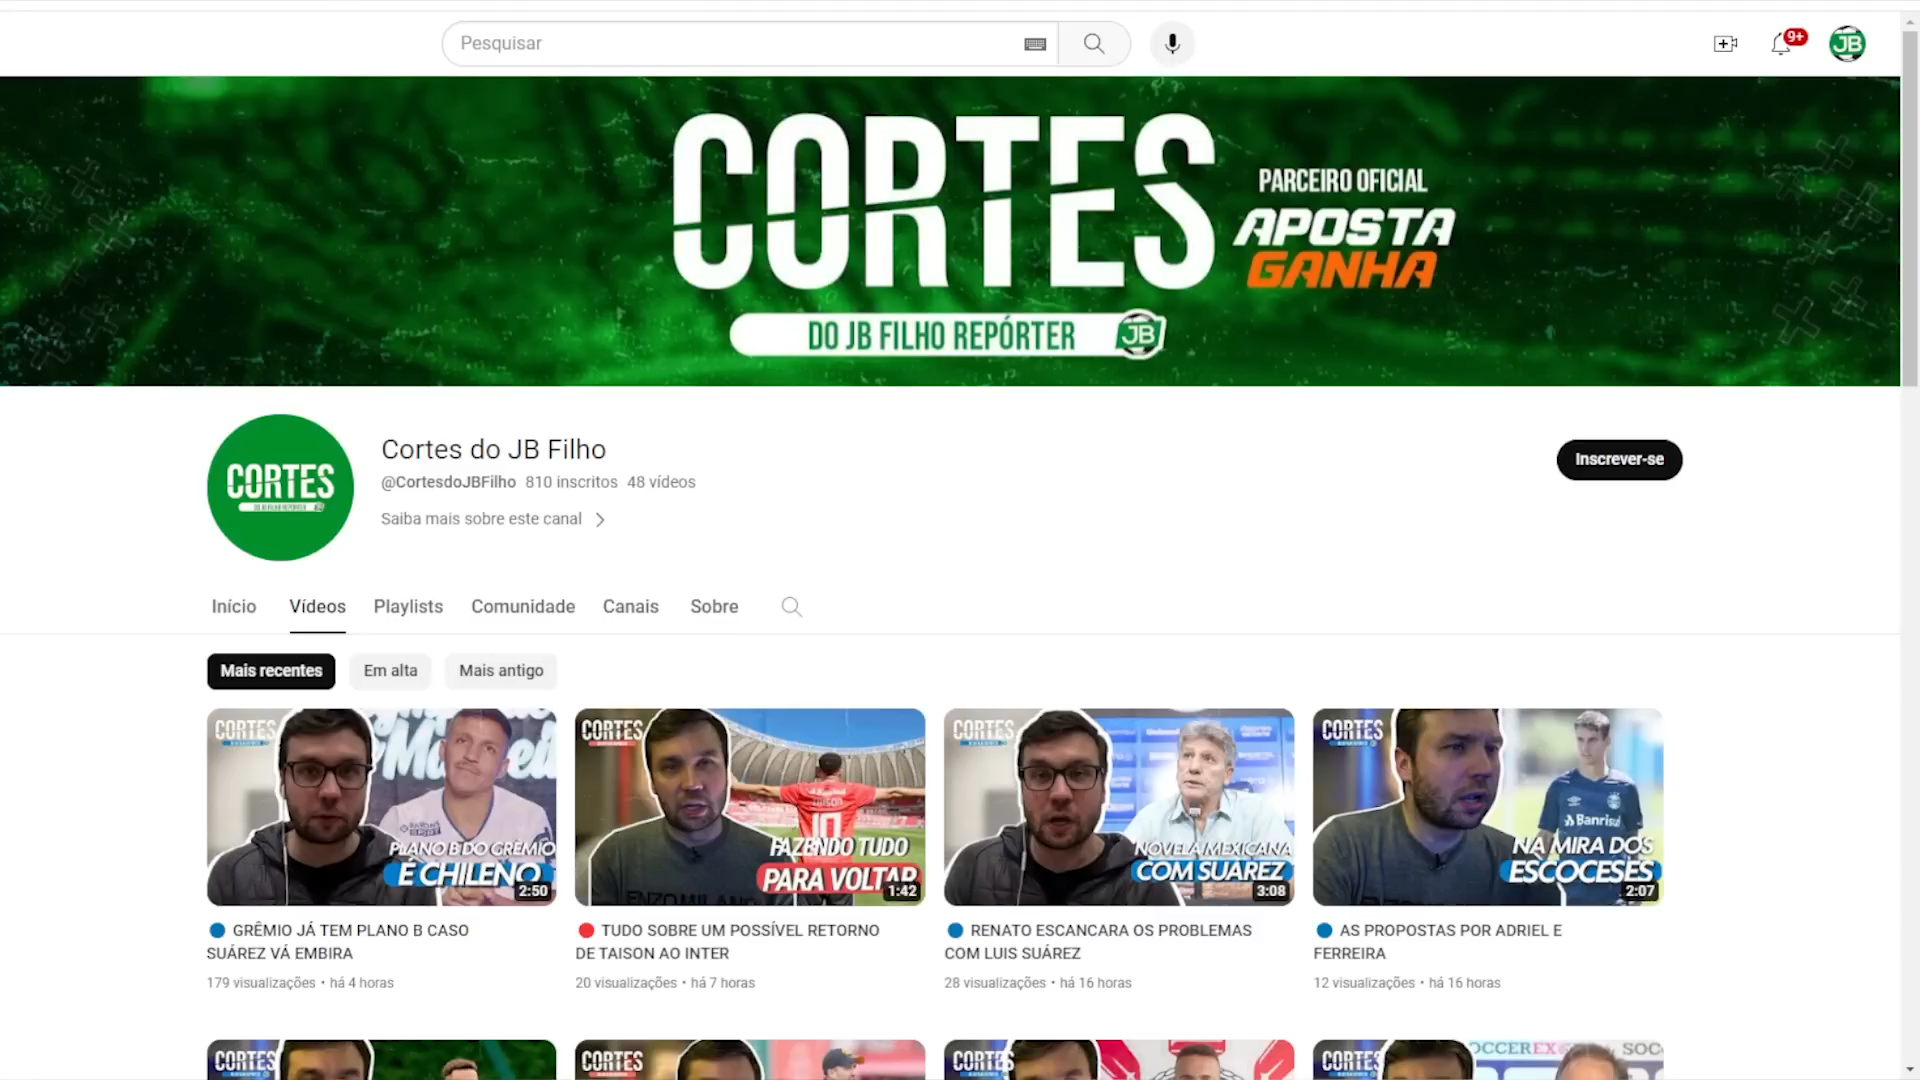 Pesquisar
9+
JB
CORTES
PARCEIRO OFICIAL
APOSTA
GANHA
DO JB FILHO REPÓRTER
JB
CORTES
Cortes do JB Filho
@CortesdoJBFilho 810 inscritos 48 vídeos
Saiba mais sobre este canal
Inscrever-se
Início Vídeos Playlists Comunidade Canais Sobre
Mais recentes Em alta Mais antigo
CORTES
PLANO B DO GRÊMIO
É CHILENO
2:50
CORTES
TAISON
10
FAZENDO TUDO
PARA VOLTAR
1:42
CORTES
NOVELA MEXICANA
COM SUÁREZ
3:08
CORTES
Banrisul
NA MIRA DOS
ESCOCESES
2:07
GRÊMIO JÁ TEM PLANO B CASO
SUÁREZ VÁ EMBIRA
179 visualizações • há 4 horas
TUDO SOBRE UM POSSÍVEL RETORNO
DE TAISON AO INTER
20 visualizações • há 7 horas
RENATO ESCANCARA OS PROBLEMAS
COM LUIS SUÁREZ
28 visualizações • há 16 horas
AS PROPOSTAS POR ADRIEL E
FERREIRA
12 visualizações • há 16 horas
CORTES
CORTES
CORTES
CORTES